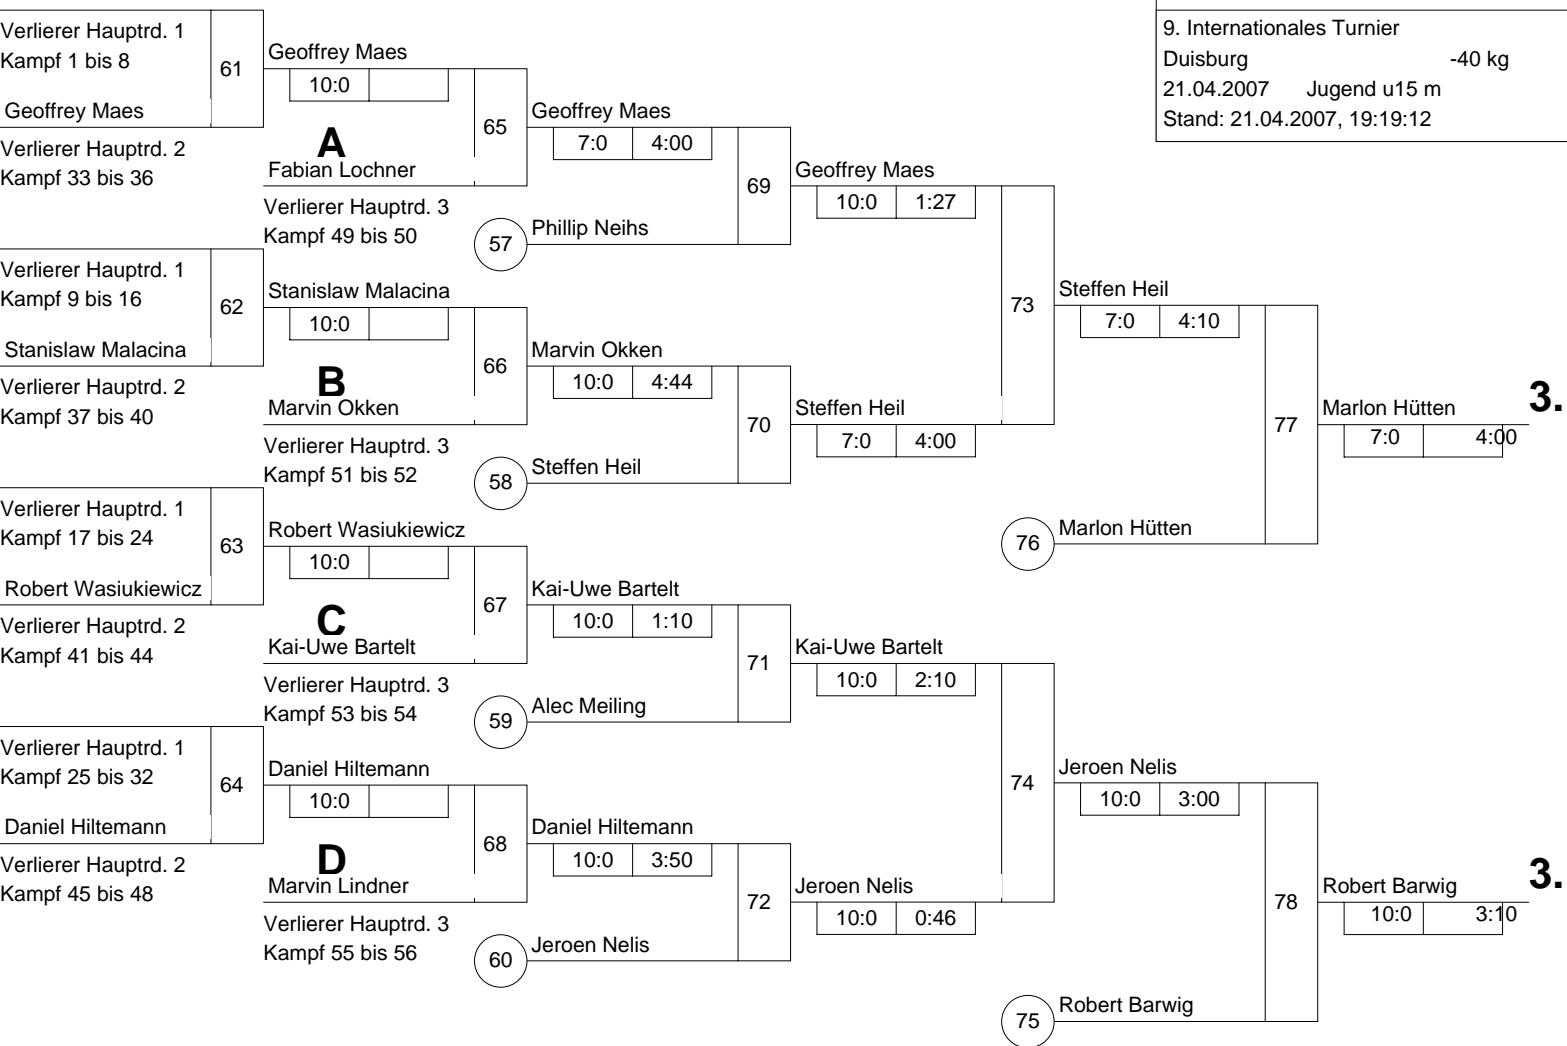 9. Internationales Turnier
Duisburg -40 kg
21.04.2007 Jugend u15 m
Stand: 21.04.2007, 19:19:12
Verlierer Hauptrd. 1
Kampf 1 bis 8
61
Geoffrey Maes
Geoffrey Maes
10:0
Verlierer Hauptrd. 2
Kampf 33 bis 36
A
Fabian Lochner
65
Verlierer Hauptrd. 3
Kampf 49 bis 50
Geoffrey Maes
7:0 4:00
57 Phillip Neihs
69
Geoffrey Maes
10:0 1:27
Verlierer Hauptrd. 1
Kampf 9 bis 16
62
Stanislaw Malacina
Stanislaw Malacina
10:0
Verlierer Hauptrd. 2
Kampf 37 bis 40
B
Marvin Okken
66
Verlierer Hauptrd. 3
Kampf 51 bis 52
Marvin Okken
10:0 4:44
58 Steffen Heil
70
Steffen Heil
7:0 4:00
73
Steffen Heil
7:0 4:10
76 Marlon Hütten
77
Marlon Hütten 3.
7:0 4:00
Verlierer Hauptrd. 1
Kampf 17 bis 24
63
Robert Wasiukiewicz
Robert Wasiukiewicz
10:0
Verlierer Hauptrd. 2
Kampf 41 bis 44
C
Kai-Uwe Bartelt
67
Verlierer Hauptrd. 3
Kampf 53 bis 54
Kai-Uwe Bartelt
10:0 1:10
59 Alec Meiling
71
Kai-Uwe Bartelt
10:0 2:10
Verlierer Hauptrd. 1
Kampf 25 bis 32
64
Daniel Hiltemann
Daniel Hiltemann
10:0
Verlierer Hauptrd. 2
Kampf 45 bis 48
D
Marvin Lindner
68
Verlierer Hauptrd. 3
Kampf 55 bis 56
Daniel Hiltemann
10:0 3:50
60 Jeroen Nelis
72
Jeroen Nelis
10:0 0:46
74
Jeroen Nelis
10:0 3:00
75 Robert Barwig
78
Robert Barwig 3.
10:0 3:10